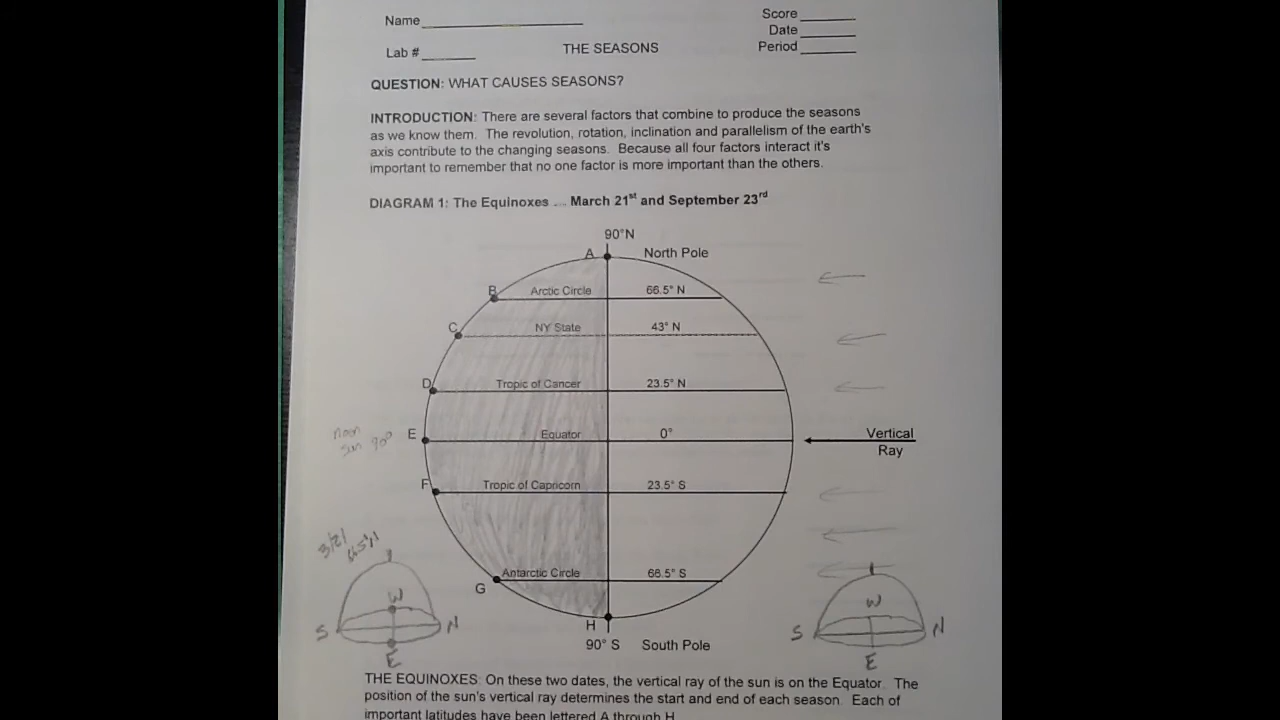 Name
Score
Date
Lab #
THE SEASONS
Period
QUESTION: WHAT CAUSES SEASONS?
INTRODUCTION: There are several factors that combine to produce the seasons
as we know them. The revolution, rotation, inclination and parallelism of the earth's
axis contribute to the changing seasons. Because all four factors interact it's
important to remember that no one factor is more important than the others.
DIAGRAM 1: The Equinoxes .... March 21st and September 23rd
90°N
A North Pole
B Arctic Circle 66.5° N
C NY State 43° N
D Tropic of Cancer 23.5° N
noon
sun 90°
E Equator 0° Vertical
Ray
F Tropic of Capricorn 23.5° S
3/21
G Antarctic Circle 66.5° S
W W
S N S N
E E
H
90° S South Pole
THE EQUINOXES: On these two dates, the vertical ray of the sun is on the Equator. The
position of the sun's vertical ray determines the start and end of each season. Each of
important latitudes have been lettered A through H.